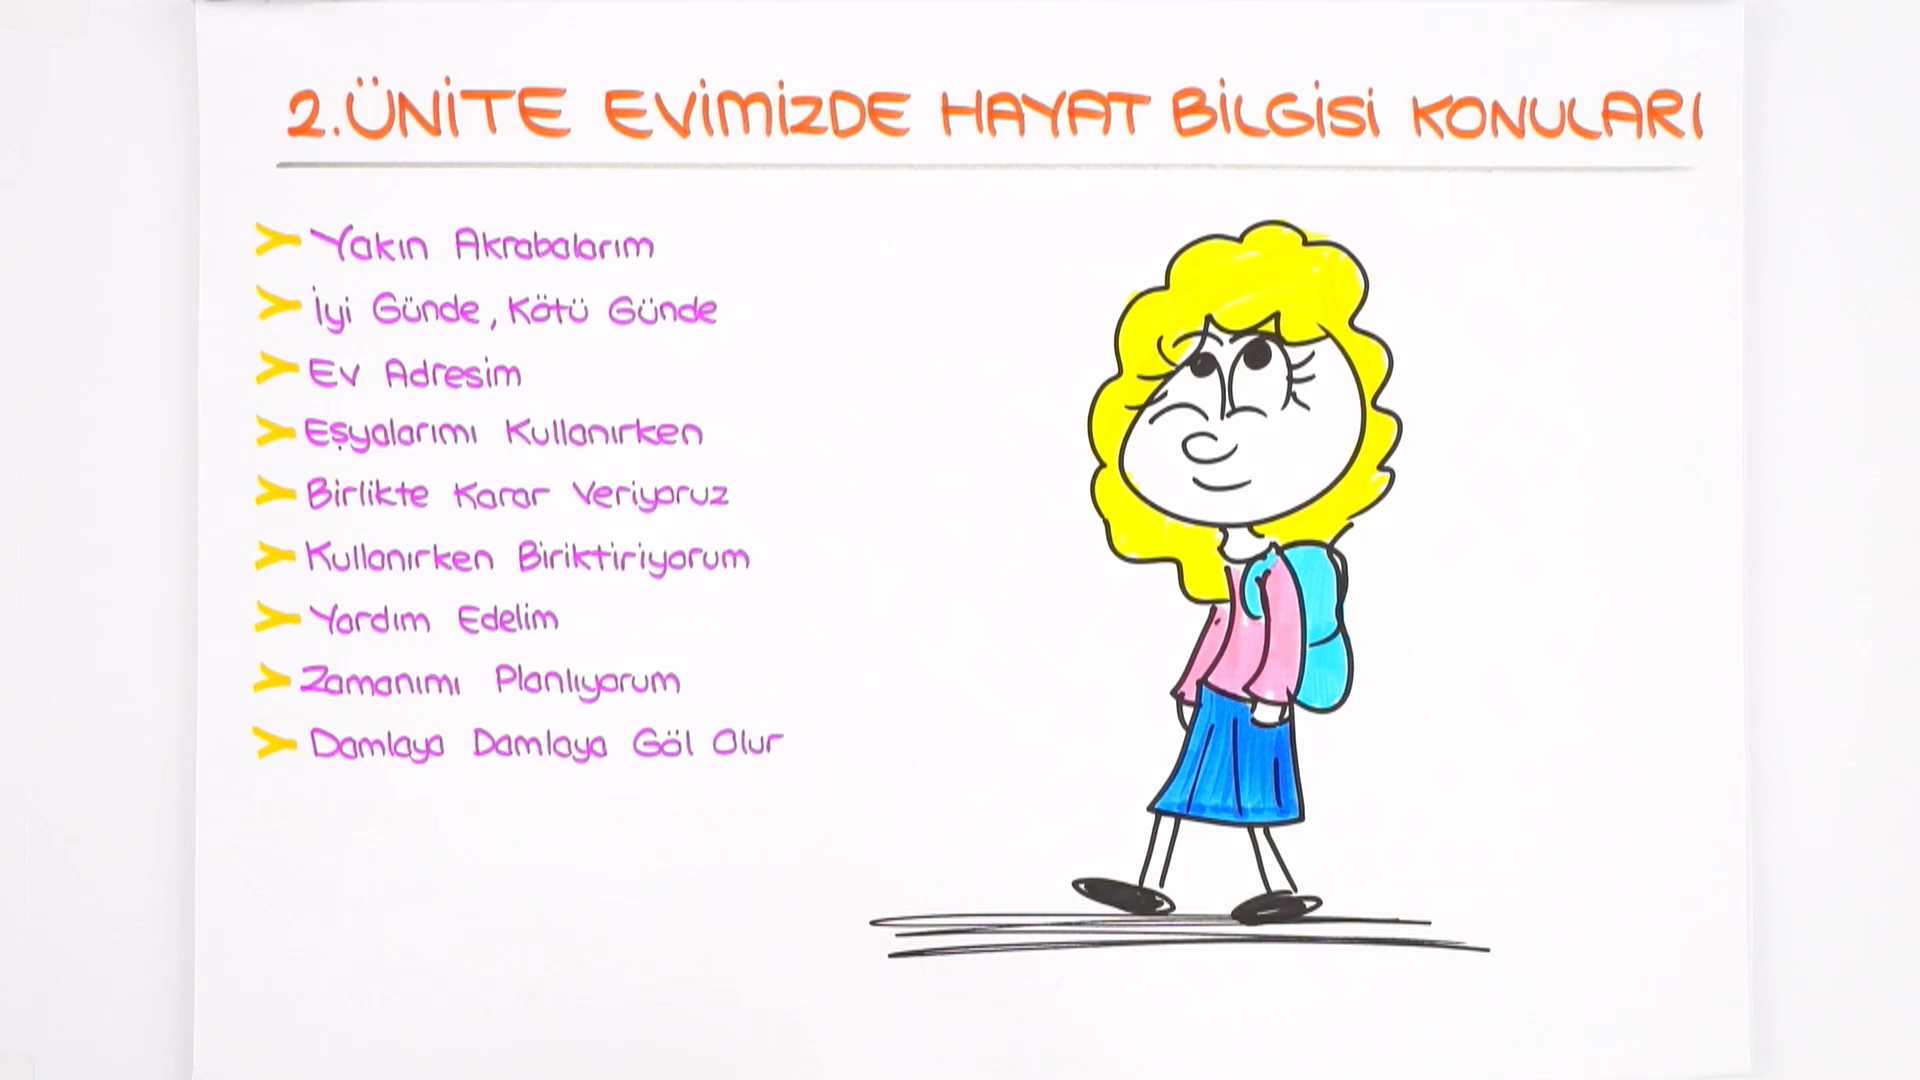 2.ÜNİTE EVİMİZDE HAYAT BİLGİSİ KONULARI
Yakın Akrabalarım
İyi Günde, Kötü Günde
Ev Adresim
Eşyalarımı Kullanırken
Birlikte Karar Veriyoruz
Kullanırken Biriktiriyorum
Yardım Edelim
Zamanımı Planlıyorum
Damlaya Damlaya Göl Olur